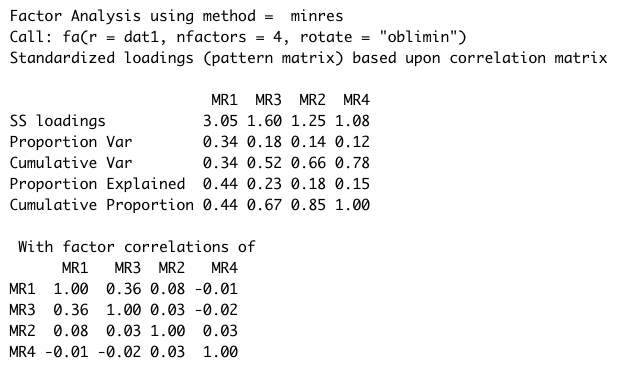 Factor Analysis using method =  minres
Call: fa(r = dat1, nfactors = 4, rotate = "oblimin")
Standardized loadings (pattern matrix) based upon correlation matrix

                       MR1  MR3  MR2  MR4
SS loadings           3.05 1.60 1.25 1.08
Proportion Var        0.34 0.18 0.14 0.12
Cumulative Var        0.34 0.52 0.66 0.78
Proportion Explained  0.44 0.23 0.18 0.15
Cumulative Proportion 0.44 0.67 0.85 1.00

 With factor correlations of
      MR1   MR3  MR2   MR4
MR1  1.00  0.36 0.08 -0.01
MR3  0.36  1.00 0.03 -0.02
MR2  0.08  0.03 1.00  0.03
MR4 -0.01 -0.02 0.03  1.00